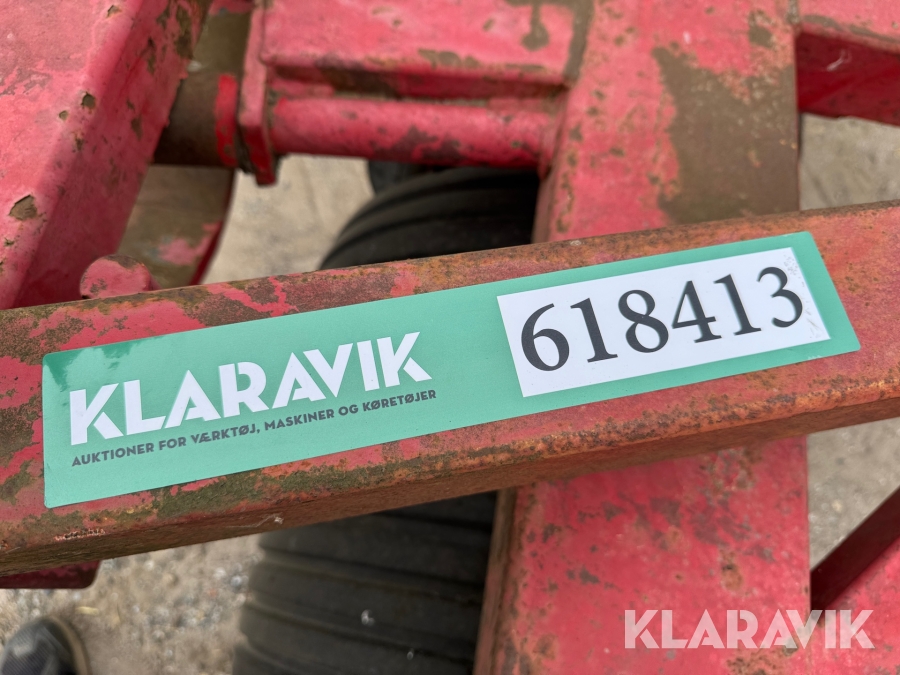 KLARAVIK
AUKTIONER FOR VÆRKTØJ, MASKINER OG KØRETØJER
618413
KLARAVIK